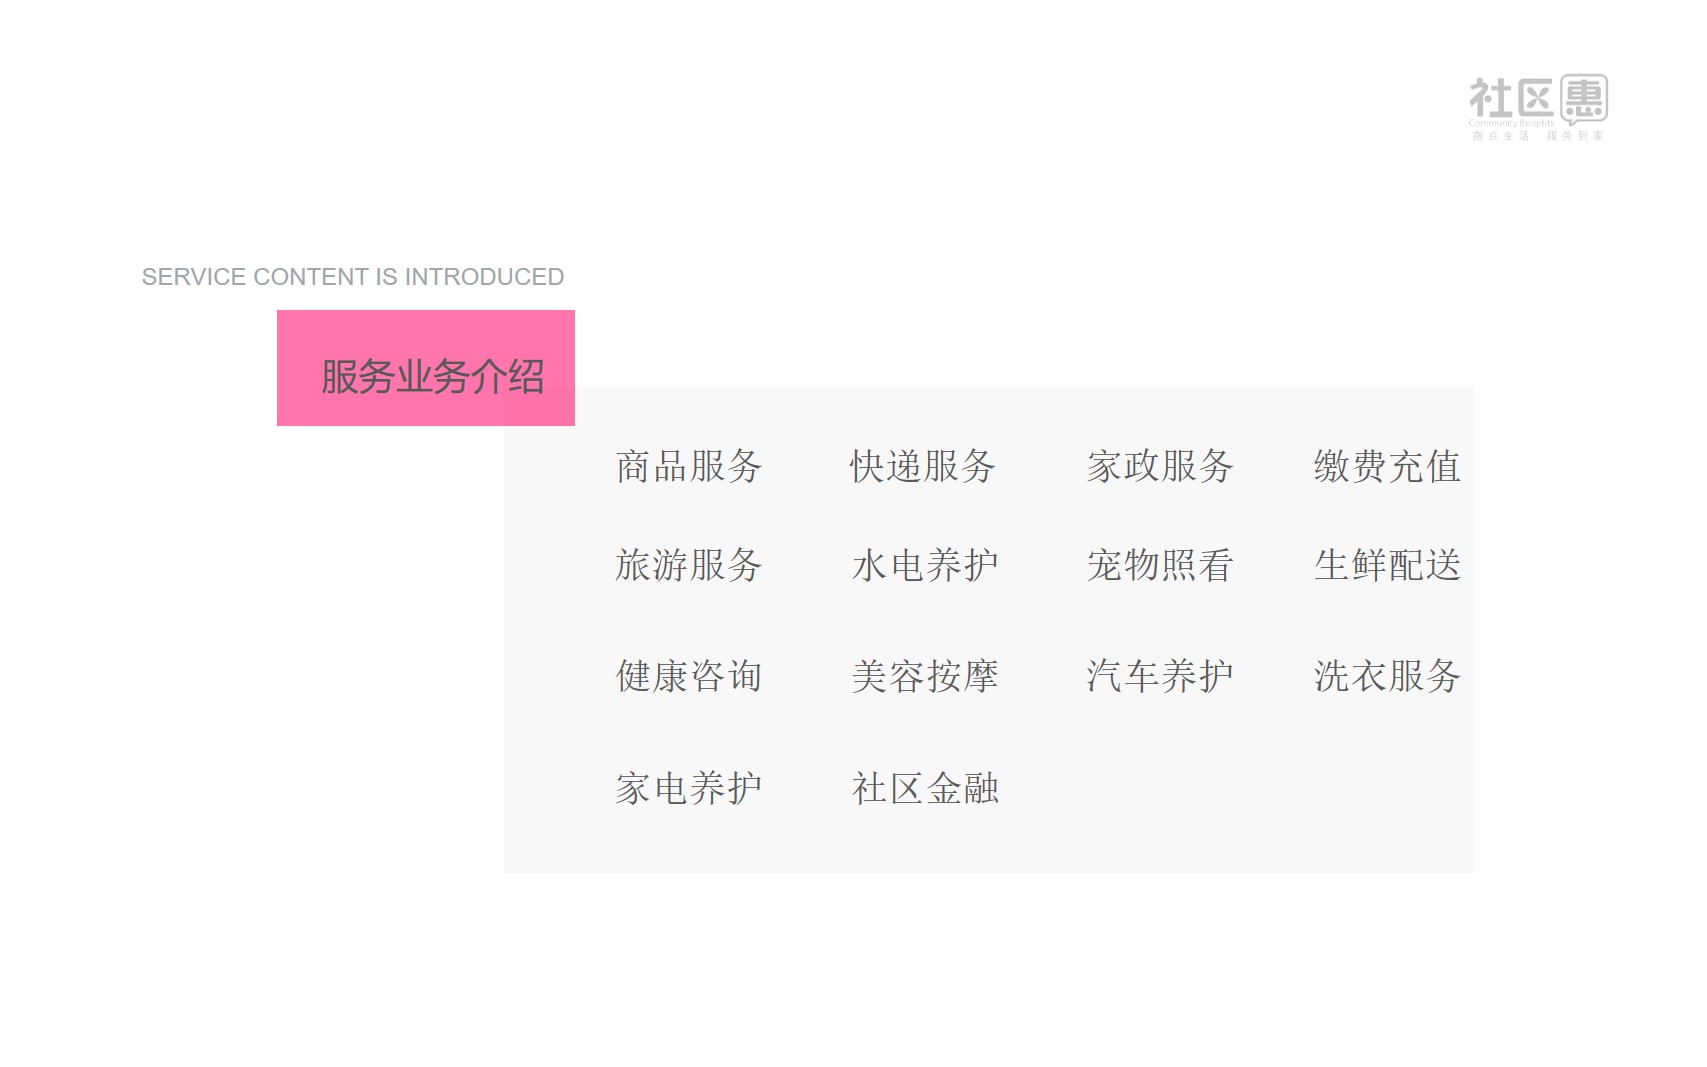 社区惠
Community Benefits
指点生活 服务到家
SERVICE CONTENT IS INTRODUCED
服务业务介绍
商品服务 快递服务 家政服务 缴费充值
旅游服务 水电养护 宠物照看 生鲜配送
健康咨询 美容按摩 汽车养护 洗衣服务
家电养护 社区金融